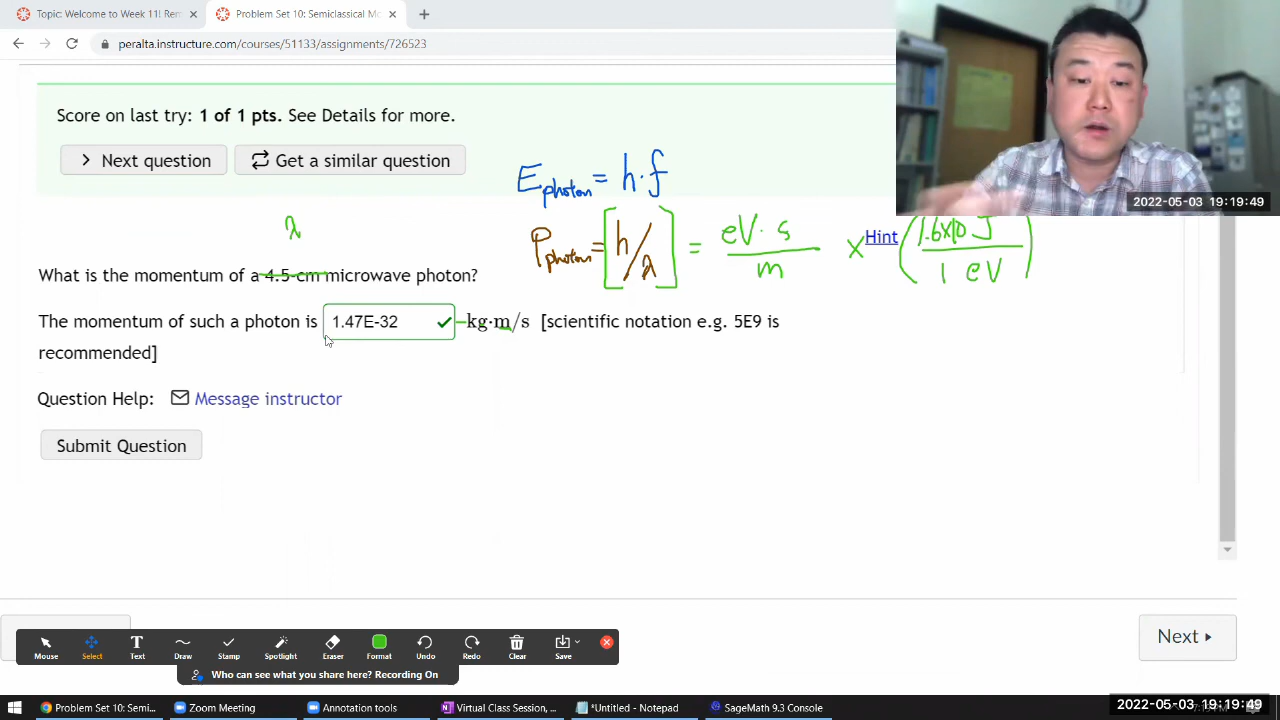 Topic: Welcome to Week 11! Rem
Problem Set 10: Semiclassical Mo
peralta.instructure.com/courses/51133/assignments/726523
Score on last try: 1 of 1 pts. See Details for more.
Next question
Get a similar question
E photon = h·f
P photon = [h/λ] = eV·s / m × (1.6×10 J / 1 eV)
Hint
λ
What is the momentum of a 4.5-cm microwave photon?
The momentum of such a photon is 1.47E-32 kg·m/s [scientific notation e.g. 5E9 is
recommended]
Question Help: Message instructor
Submit Question
Next
Mouse Select Text Draw Stamp Spotlight Eraser Format Undo Redo Clear Save
Who can see what you share here? Recording On
Problem Set 10: Semi...
Zoom Meeting
Annotation tools
Virtual Class Session, ...
*Untitled - Notepad
SageMath 9.3 Console
2022-05-03 19:19:49
2022-05-03 19:19:49